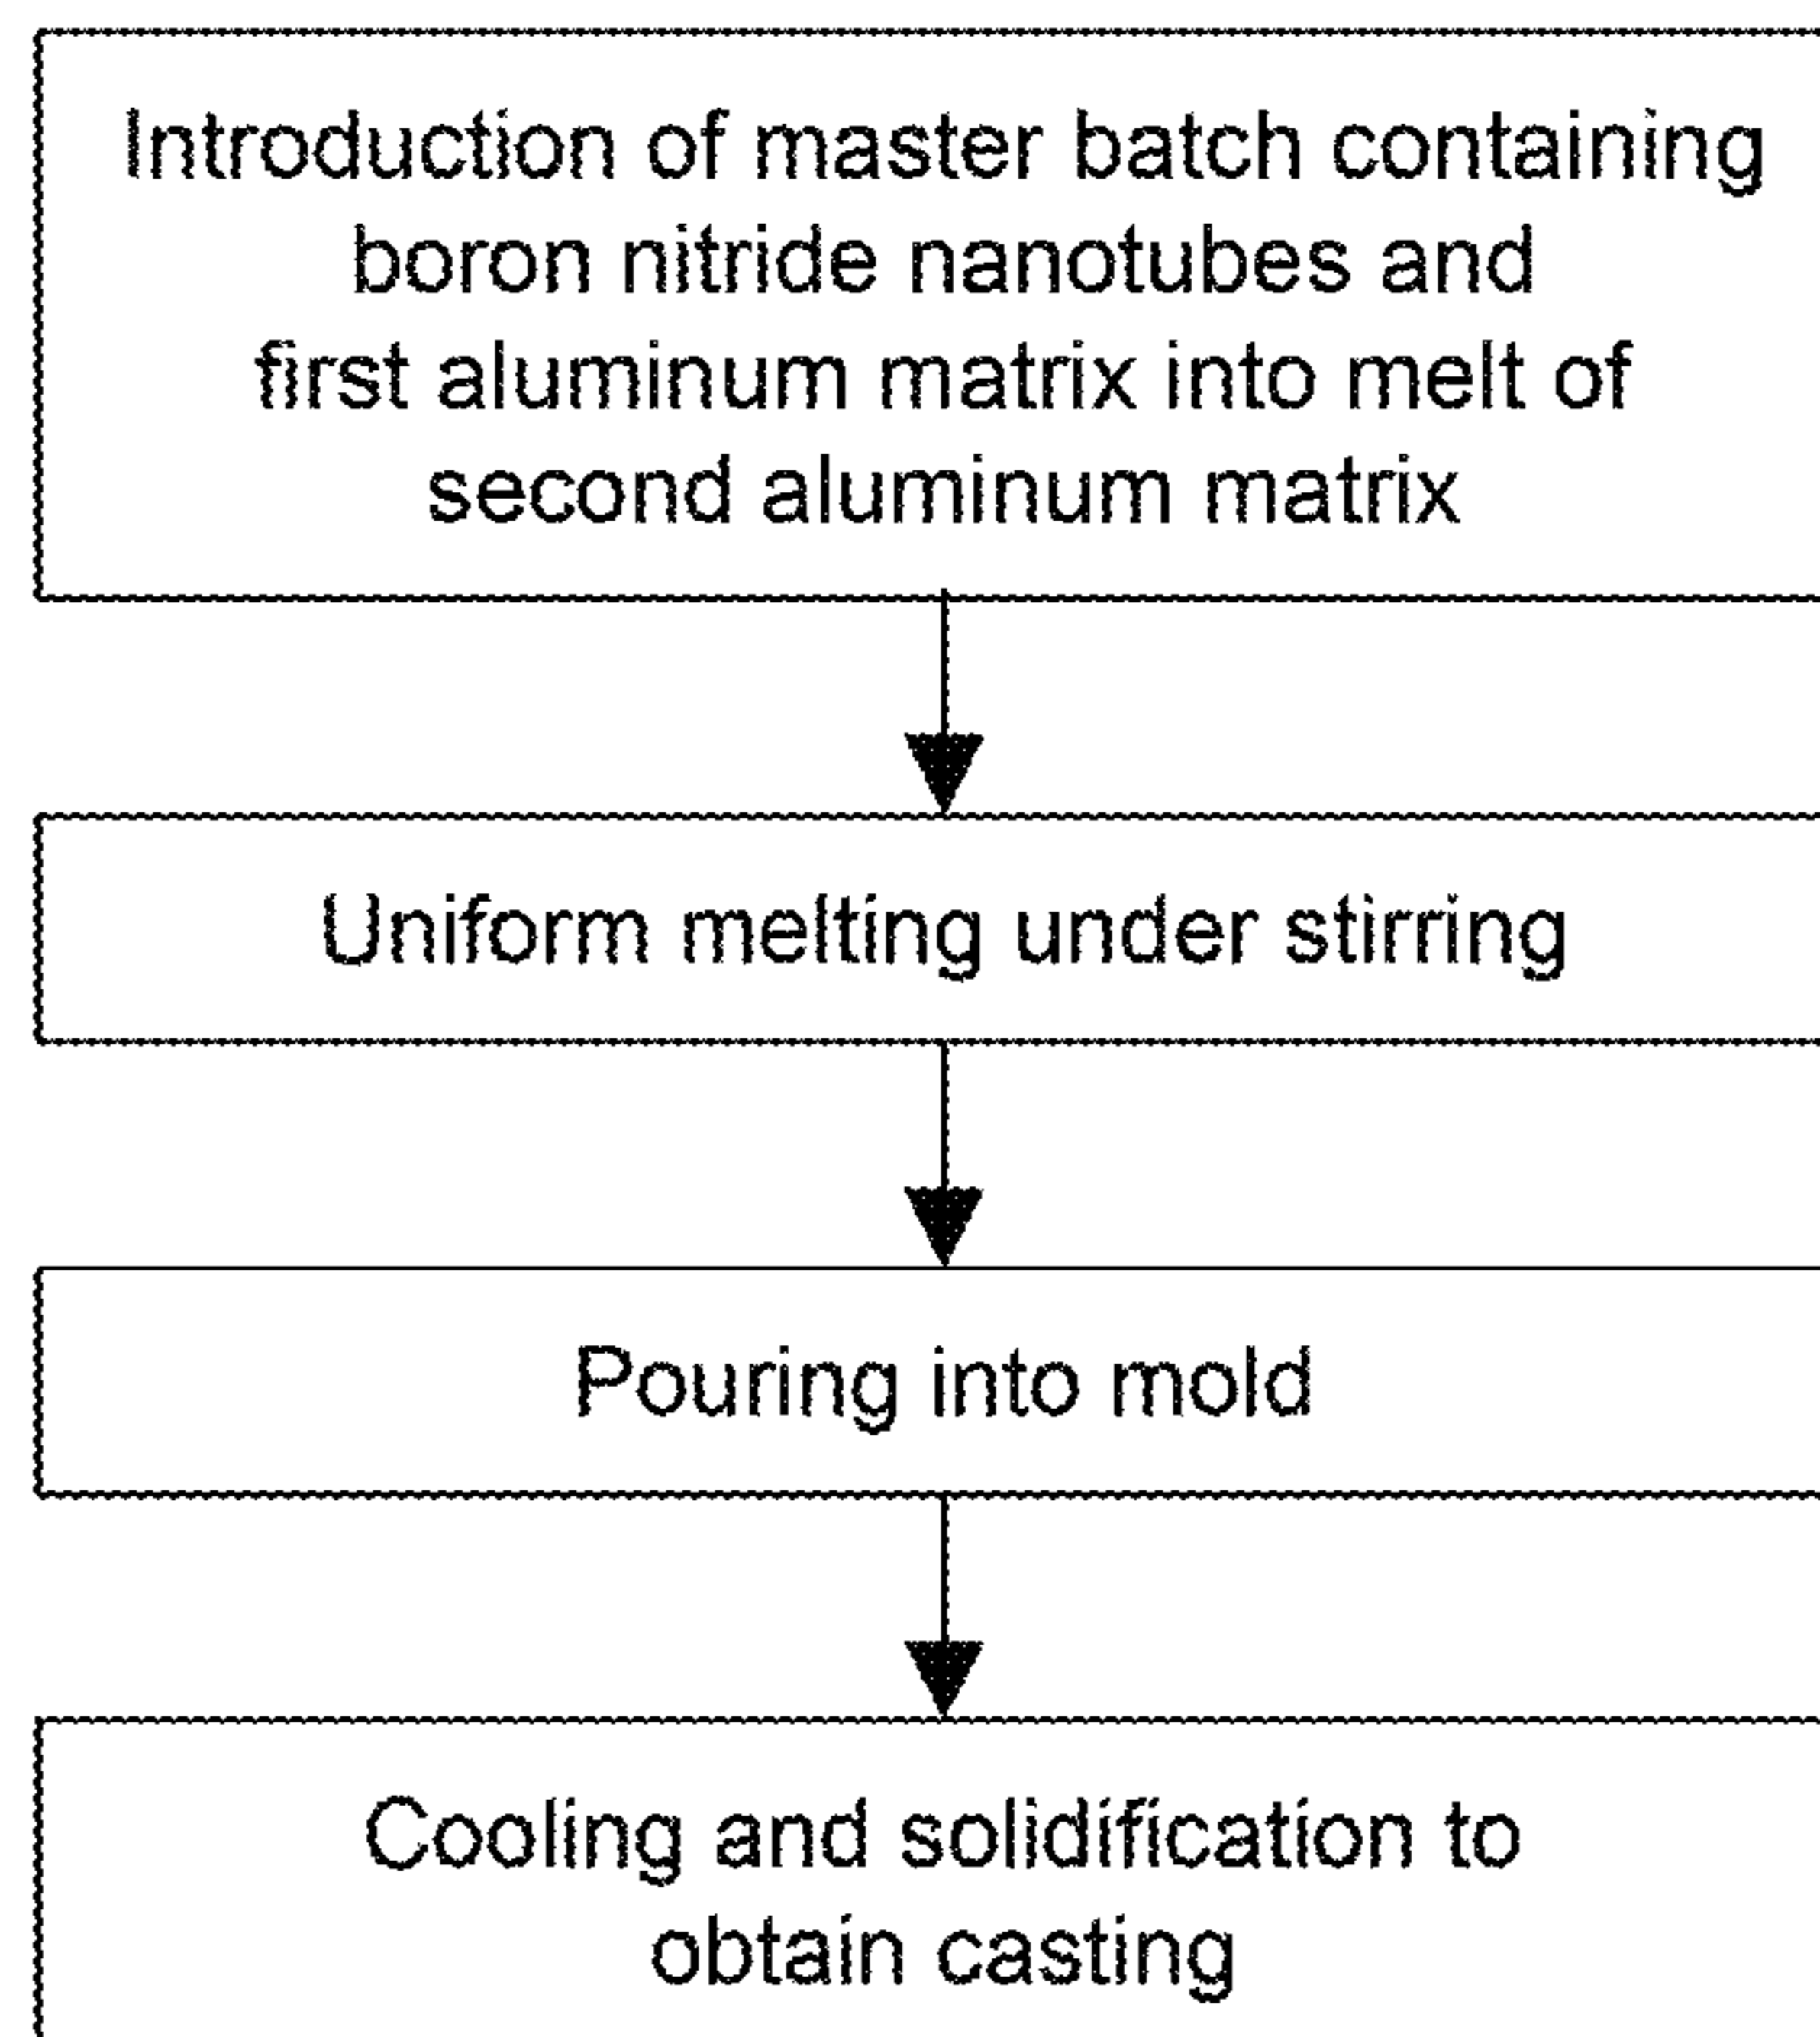 Introduction of master batch containing
boron nitride nanotubes and
first aluminum matrix into melt of
second aluminum matrix
Uniform melting under stirring
Pouring into mold
Cooling and solidification to
obtain casting